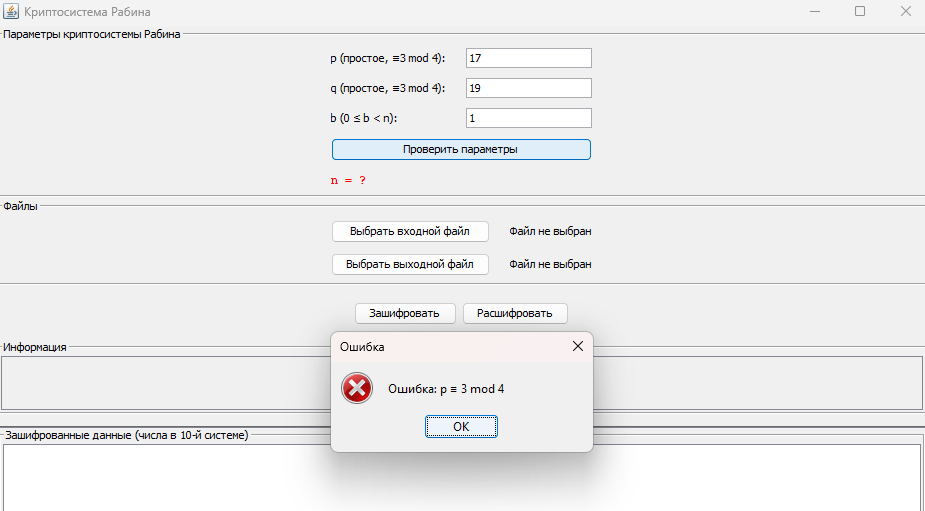 Криптосистема Рабина
Параметры криптосистемы Рабина
p (простое, ≡3 mod 4): 17
q (простое, ≡3 mod 4): 19
b (0 ≤ b < n): 1
Проверить параметры
n = ?
Файлы
Выбрать входной файл Файл не выбран
Выбрать выходной файл Файл не выбран
Зашифровать Расшифровать
Информация
Ошибка
Ошибка: p ≡ 3 mod 4
OK
Зашифрованные данные (числа в 10-й системе)